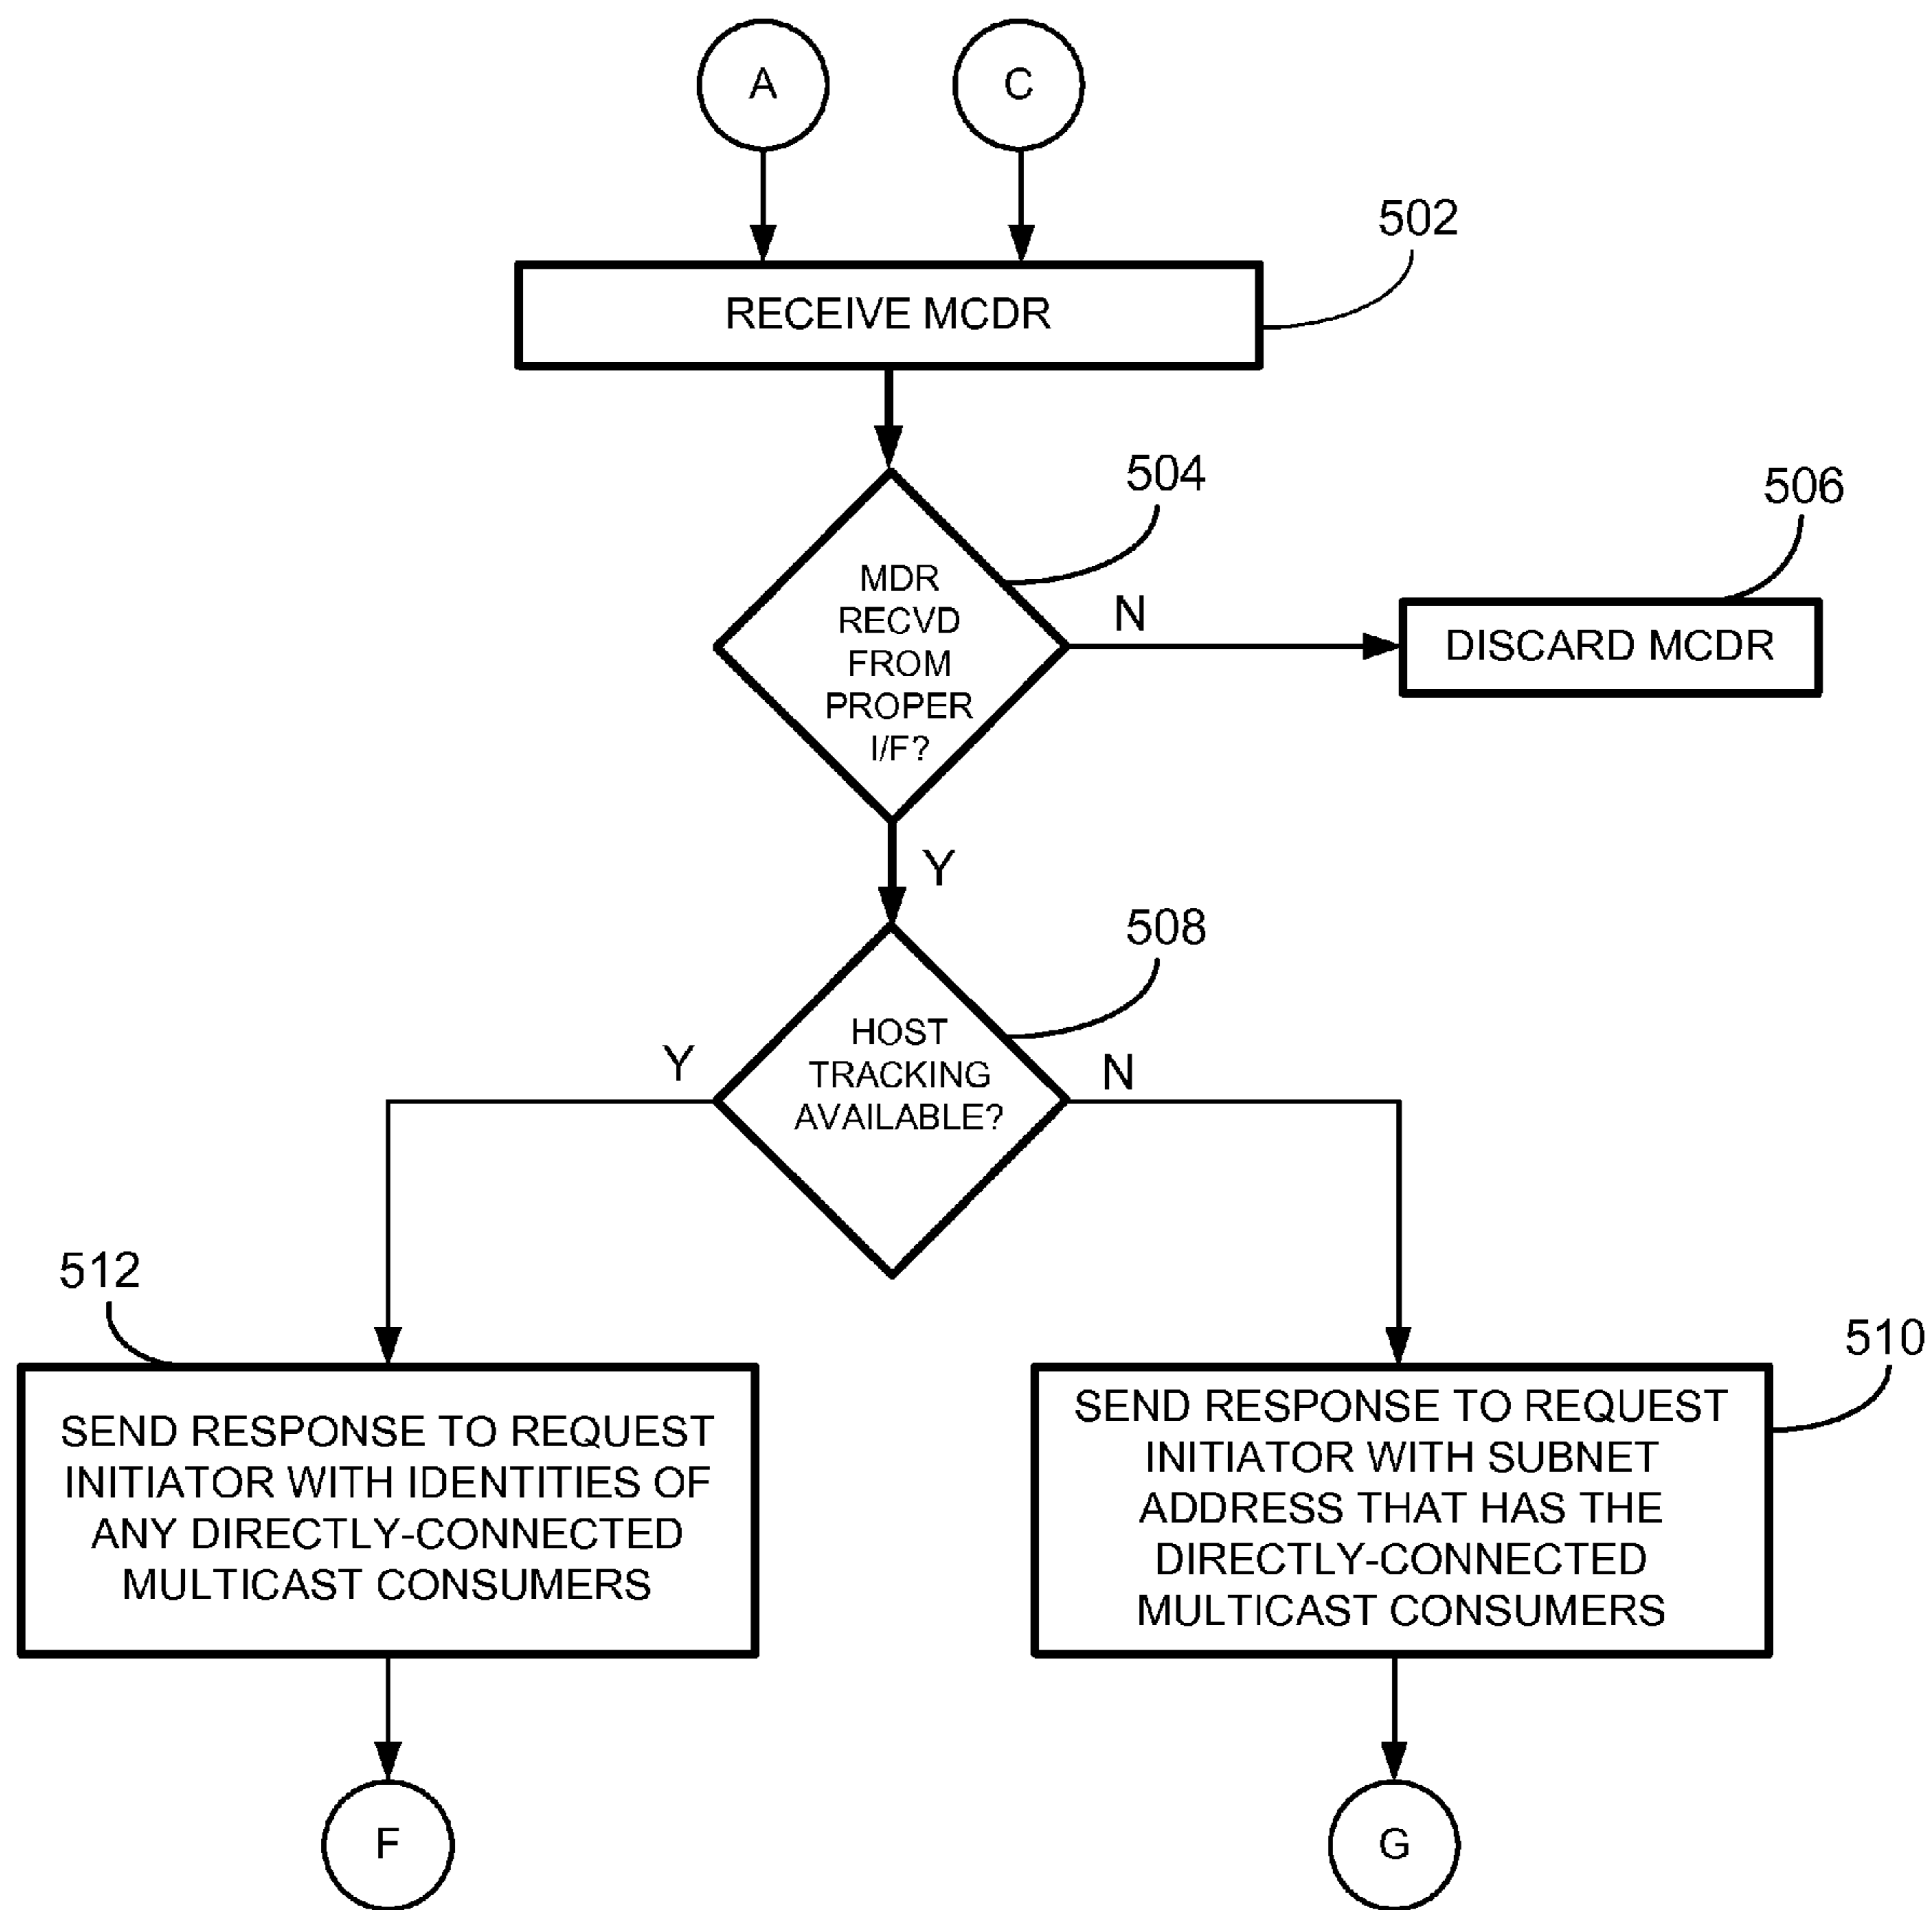 A
C
502
RECEIVE MCDR
504
506
MDR
RECVD
FROM
PROPER
I/F?
N
DISCARD MCDR
Y
508
HOST
TRACKING
AVAILABLE?
Y
N
512
510
SEND RESPONSE TO REQUEST
INITIATOR WITH IDENTITIES OF
ANY DIRECTLY-CONNECTED
MULTICAST CONSUMERS
SEND RESPONSE TO REQUEST
INITIATOR WITH SUBNET
ADDRESS THAT HAS THE
DIRECTLY-CONNECTED
MULTICAST CONSUMERS
F
G